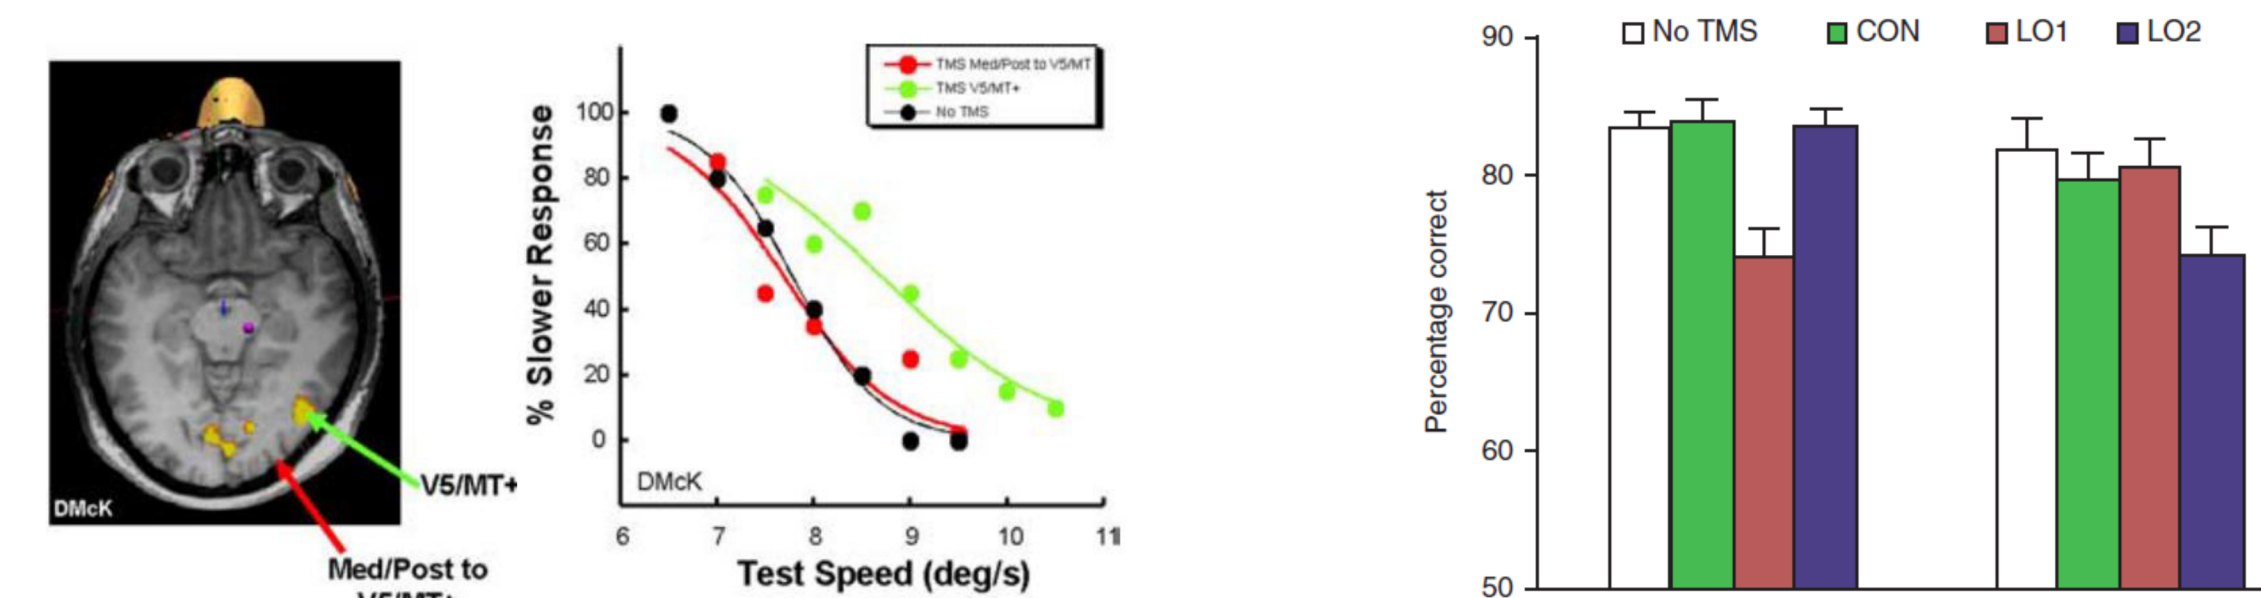 DMcK
V5/MT+
Med/Post to
V5/MT+
TMS Med/Post to V5/MT
TMS V5/MT+
No TMS
% Slower Response
100
80
60
40
20
0
DMcK
6 7 8 9 10 11
Test Speed (deg/s)
No TMS CON LO1 LO2
Percentage correct
90
80
70
60
50